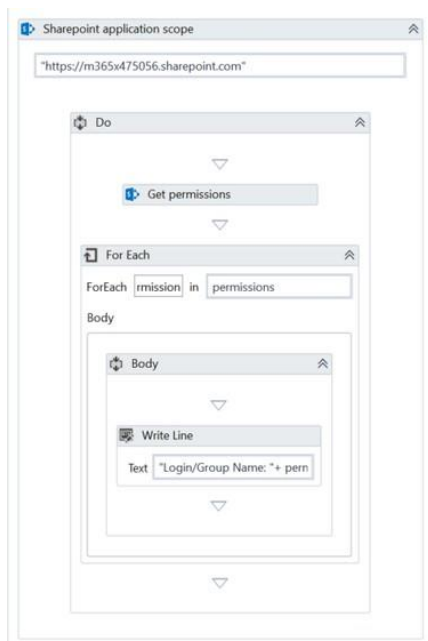 Sharepoint application scope
"https://m365x475056.sharepoint.com"
Do
Get permissions
For Each
ForEach rmission in permissions
Body
Body
Write Line
Text "Login/Group Name: "+ perm